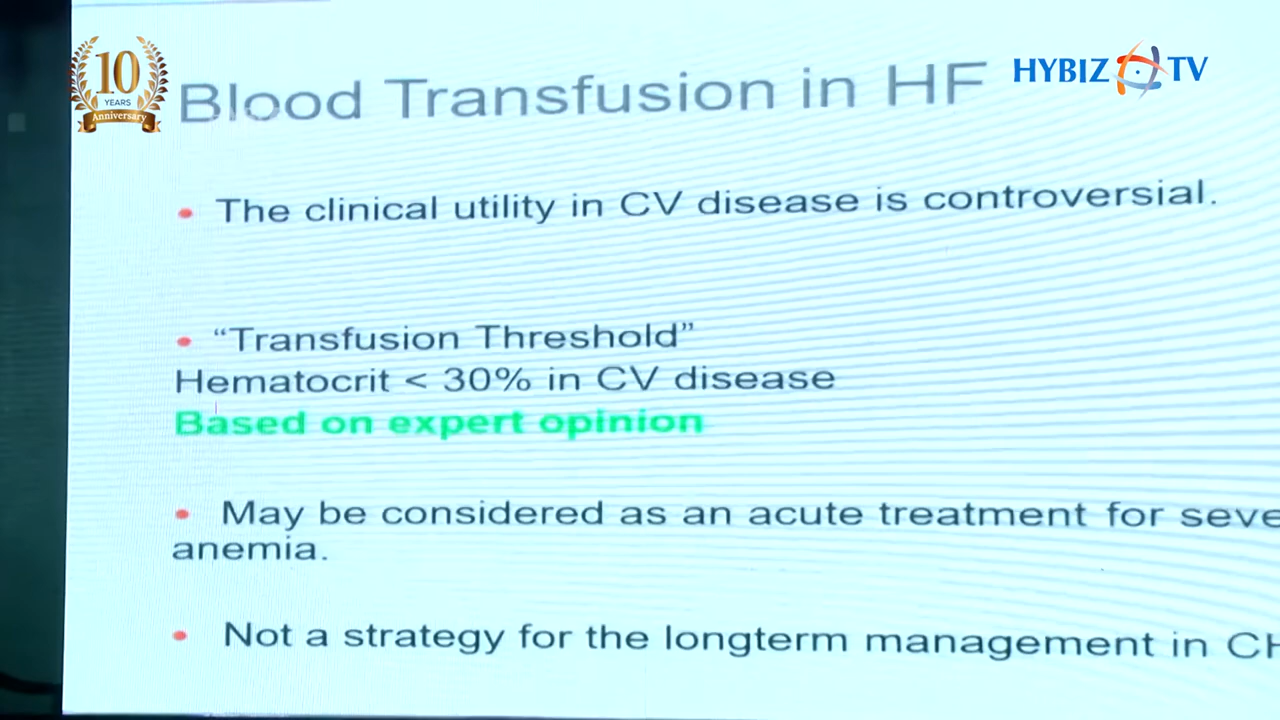 10
YEARS
Anniversary
HYBIZ TV
Blood Transfusion in HF
• The clinical utility in CV disease is controversial.
• “Transfusion Threshold”
Hematocrit < 30% in CV disease
Based on expert opinion
• May be considered as an acute treatment for
anemia.
• Not a strategy for the longterm management in